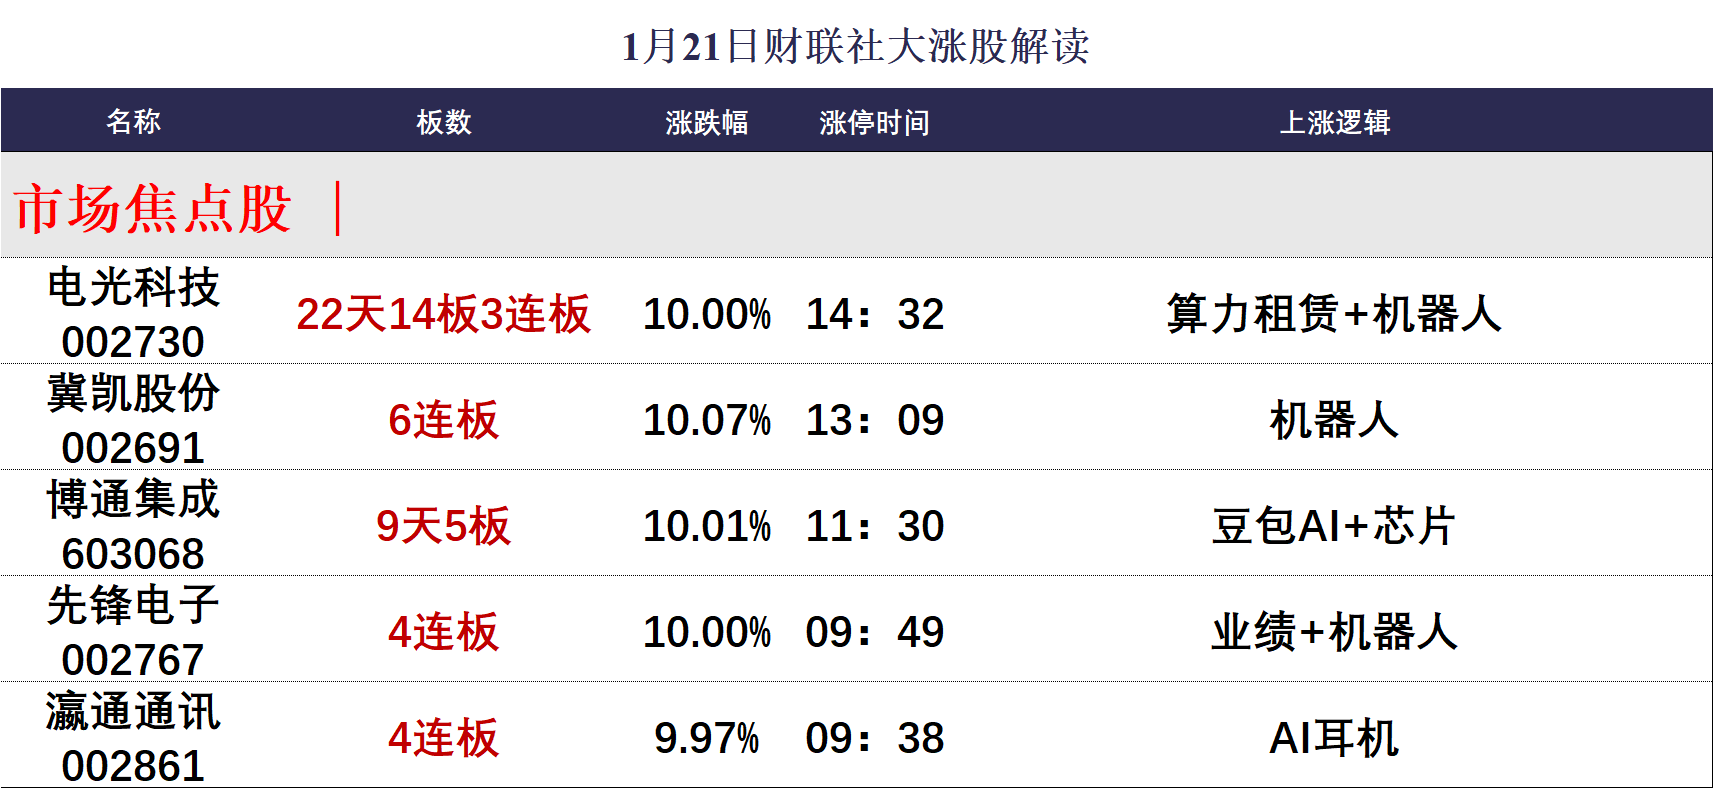 1月21日财联社大涨股解读
名称 板数 涨跌幅 涨停时间 上涨逻辑
市场焦点股 |
电光科技
002730 22天14板3连板 10.00% 14：32 算力租赁+机器人
冀凯股份
002691 6连板 10.07% 13：09 机器人
博通集成
603068 9天5板 10.01% 11：30 豆包AI+芯片
先锋电子
002767 4连板 10.00% 09：49 业绩+机器人
瀛通通讯
002861 4连板 9.97% 09：38 AI耳机